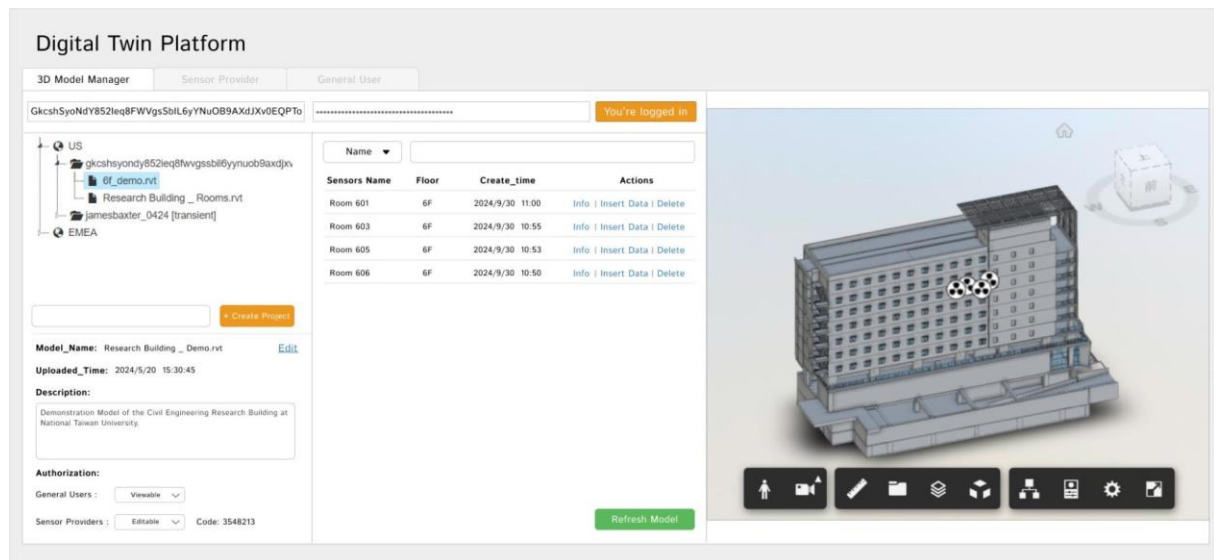 Digital Twin Platform
3D Model Manager
Sensor Provider
General User
GkcshSyoNdY852Ieq8FWVgsSbIL6yYNuOB9AXdJXv0EQPTo
You're logged in
US
gkcshsyondy852ieq8fwvgssbil6yynuob9axdjxv
6f_demo.rvt
Research Building _ Rooms.rvt
jamesbaxter_0424 [transient]
EMEA
+ Create Project
Model_Name: Research Building _ Demo.rvt Edit
Uploaded_Time: 2024/5/20 15:30:45
Description:
Demonstration Model of the Civil Engineering Research Building at
National Taiwan University.
Authorization:
General Users : Viewable
Sensor Providers : Editable Code: 3548213
Name
Sensors Name Floor Create_time Actions
Room 601 6F 2024/9/30 11:00 Info | Insert Data | Delete
Room 603 6F 2024/9/30 10:55 Info | Insert Data | Delete
Room 605 6F 2024/9/30 10:53 Info | Insert Data | Delete
Room 606 6F 2024/9/30 10:50 Info | Insert Data | Delete
Refresh Model
上
前